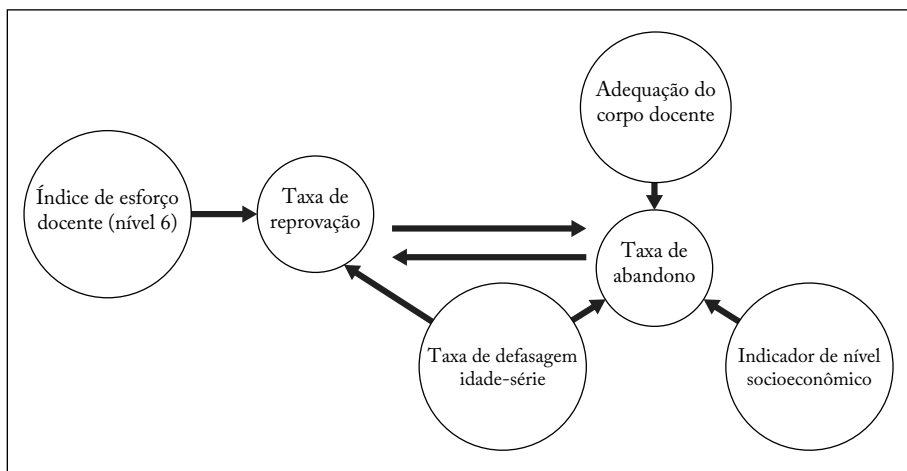 Adequação do
corpo docente
Índice de esforço
docente (nível 6)
Taxa de
reprovação
Taxa de
abandono
Taxa de defasagem
idade-série
Indicador de nível
socioeconômico